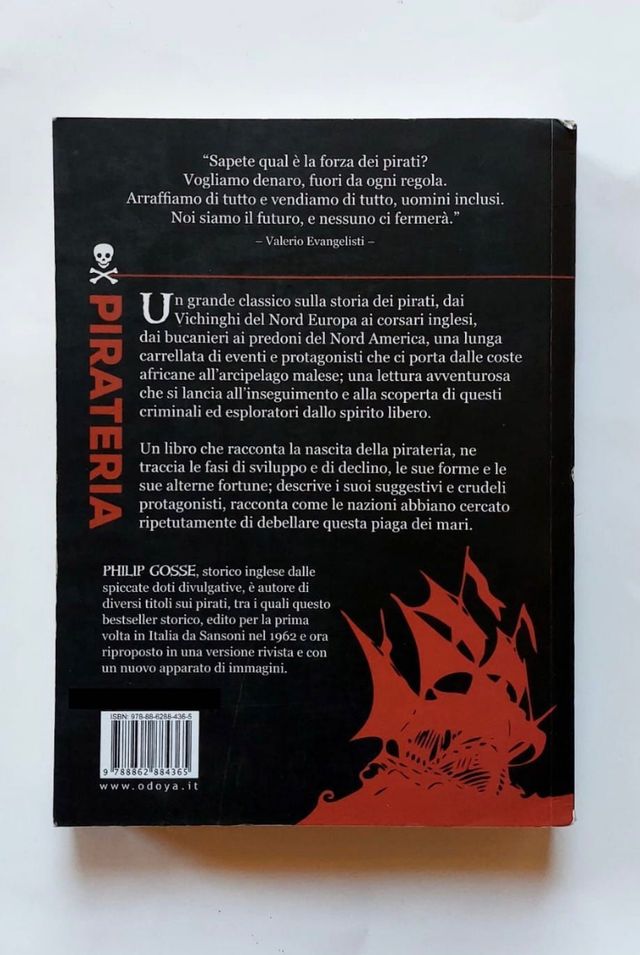 “Sapete qual è la forza dei pirati?
Vogliamo denaro, fuori da ogni regola.
Arraffiamo di tutto e vendiamo di tutto, uomini inclusi.
Noi siamo il futuro, e nessuno ci fermerà.”
– Valerio Evangelisti –
PIRATERIA
Un grande classico sulla storia dei pirati, dai
Vichinghi del Nord Europa ai corsari inglesi,
dai bucanieri ai predoni del Nord America, una lunga
carrellata di eventi e protagonisti che ci porta dalle coste
africane all’arcipelago malese; una lettura avventurosa
che si lancia all’inseguimento e alla scoperta di questi
criminali ed esploratori dallo spirito libero.
Un libro che racconta la nascita della pirateria, ne
traccia le fasi di sviluppo e di declino, le sue forme e le
sue alterne fortune; descrive i suoi suggestivi e crudeli
protagonisti, racconta come le nazioni abbiano cercato
ripetutamente di debellare questa piaga dei mari.
PHILIP GOSSE, storico inglese dalle
spiccate doti divulgative, è autore di
diversi titoli sui pirati, tra i quali questo
bestseller storico, edito per la prima
volta in Italia da Sansoni nel 1962 e ora
riproposto in una versione rivista e con
un nuovo apparato di immagini.
ISBN: 978-88-6288-436-5
9 788862 884365
www.odoya.it